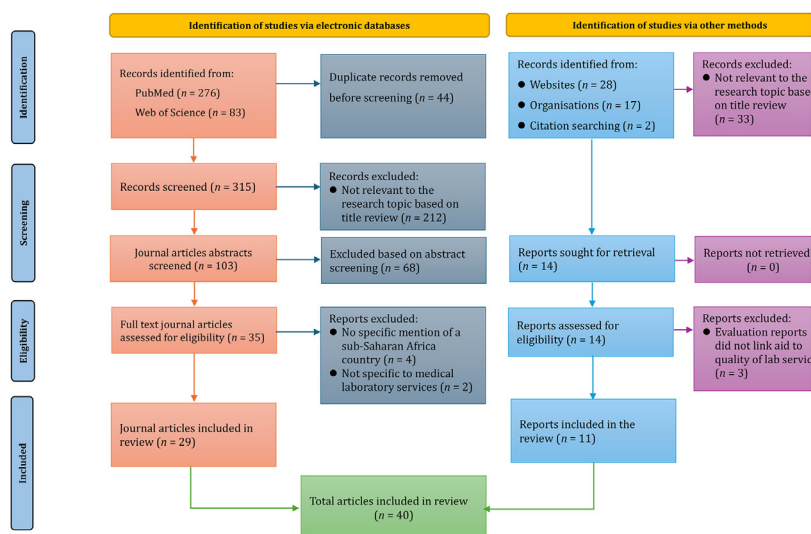 Identification of studies via electronic databases
Identification of studies via other methods
Identification
Records identified from:
PubMed (n = 276)
Web of Science (n = 83)
Duplicate records removed
before screening (n = 44)
Records identified from:
● Websites (n = 28)
● Organisations (n = 17)
● Citation searching (n = 2)
Records excluded:
● Not relevant to the
research topic based
on title review
(n = 33)
Screening
Records screened (n = 315)
Records excluded:
● Not relevant to the
research topic based on
title review (n = 212)
Journal articles abstracts
screened (n = 103)
Excluded based on abstract
screening (n = 68)
Reports sought for retrieval
(n = 14)
Reports not retrieved
(n = 0)
Eligibility
Full text journal articles
assessed for eligibility (n = 35)
Reports excluded:
● No specific mention of a
sub-Saharan Africa
country (n = 4)
● Not specific to medical
laboratory services (n = 2)
Reports assessed for
eligibility (n = 14)
Reports excluded:
● Evaluation reports
did not link aid to
quality of lab servic
(n = 3)
Included
Journal articles included in
review (n = 29)
Reports included in the
review (n = 11)
Total articles included in review
(n = 40)